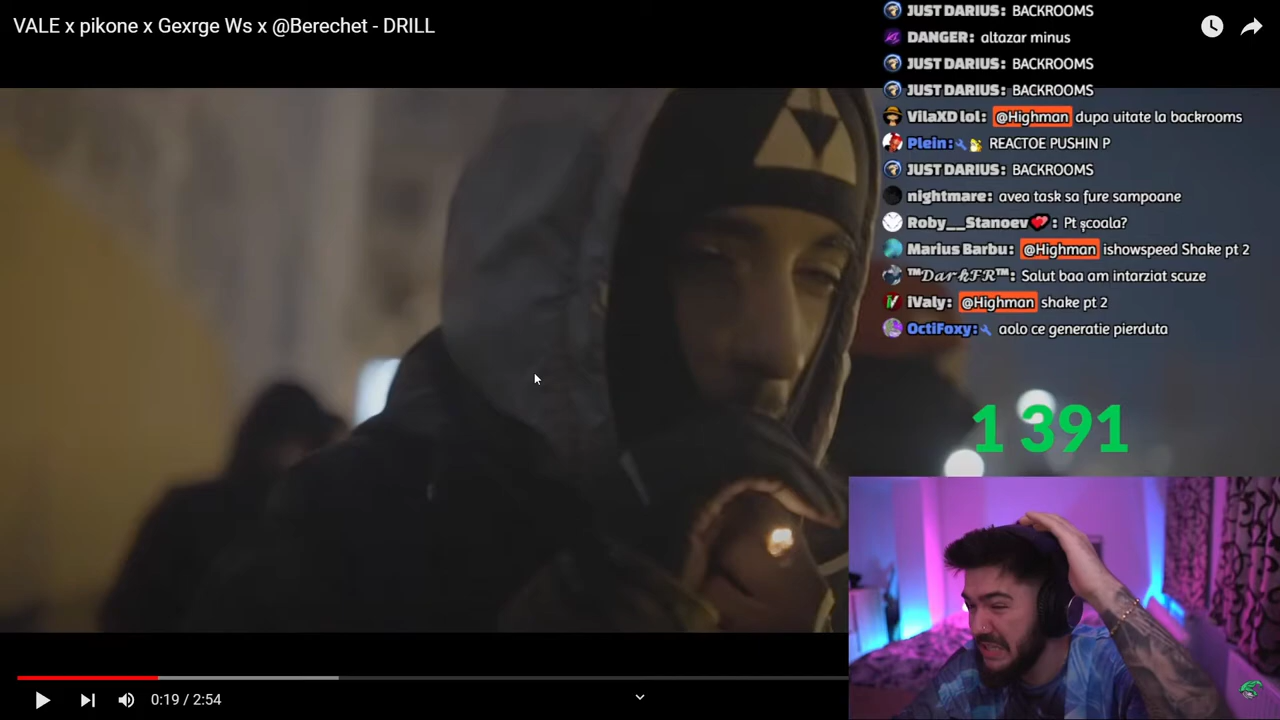 VALE x pikone x Gexrge Ws x @Berechet - DRILL
JUST DARIUS: BACKROOMS
DANGER: altazar minus
JUST DARIUS: BACKROOMS
JUST DARIUS: BACKROOMS
VilaXD lol: @Highman dupa uitate la backrooms
Plein: REACTOE PUSHIN P
JUST DARIUS: BACKROOMS
nightmare: avea task sa fure sampoane
Roby__Stanoev❤️: Pt școala?
Marius Barbu: @Highman ishowspeed Shake pt 2
™𝓓𝓪𝓻𝓴𝓕𝓡™: Salut baa am intarziat scuze
iValy: @Highman shake pt 2
OctiFoxy: aolo ce generatie pierduta
1 391
0:19 / 2:54